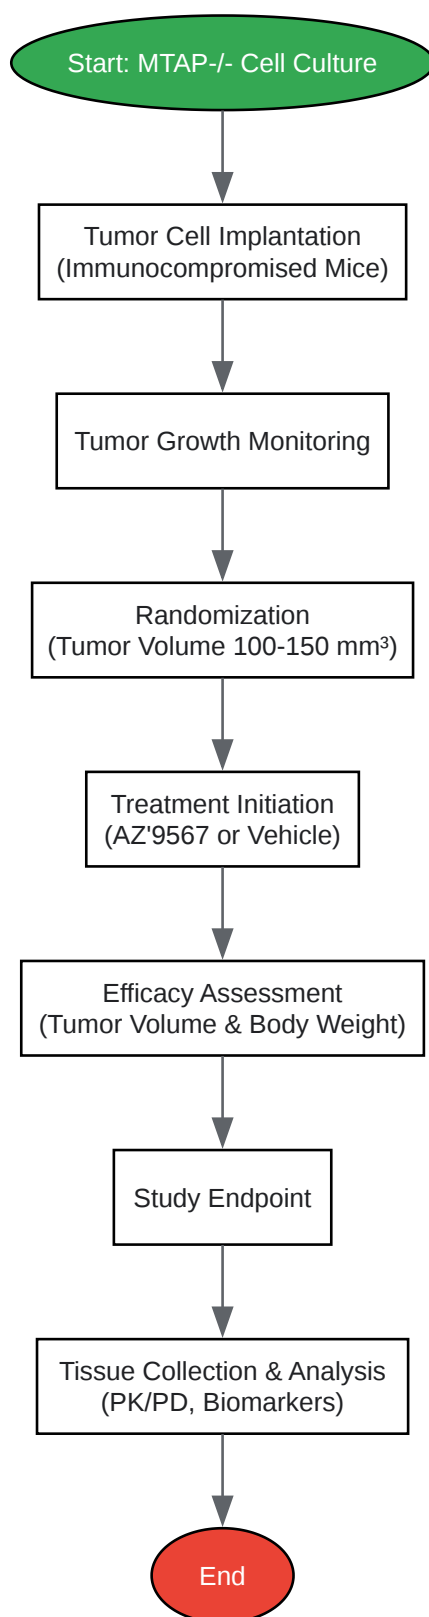 Start: MTAP-/- Cell Culture
Tumor Cell Implantation
(Immunocompromised Mice)
Tumor Growth Monitoring
Randomization
(Tumor Volume 100-150 mm³)
Treatment Initiation
(AZ'9567 or Vehicle)
Efficacy Assessment
(Tumor Volume & Body Weight)
Study Endpoint
Tissue Collection & Analysis
(PK/PD, Biomarkers)
End